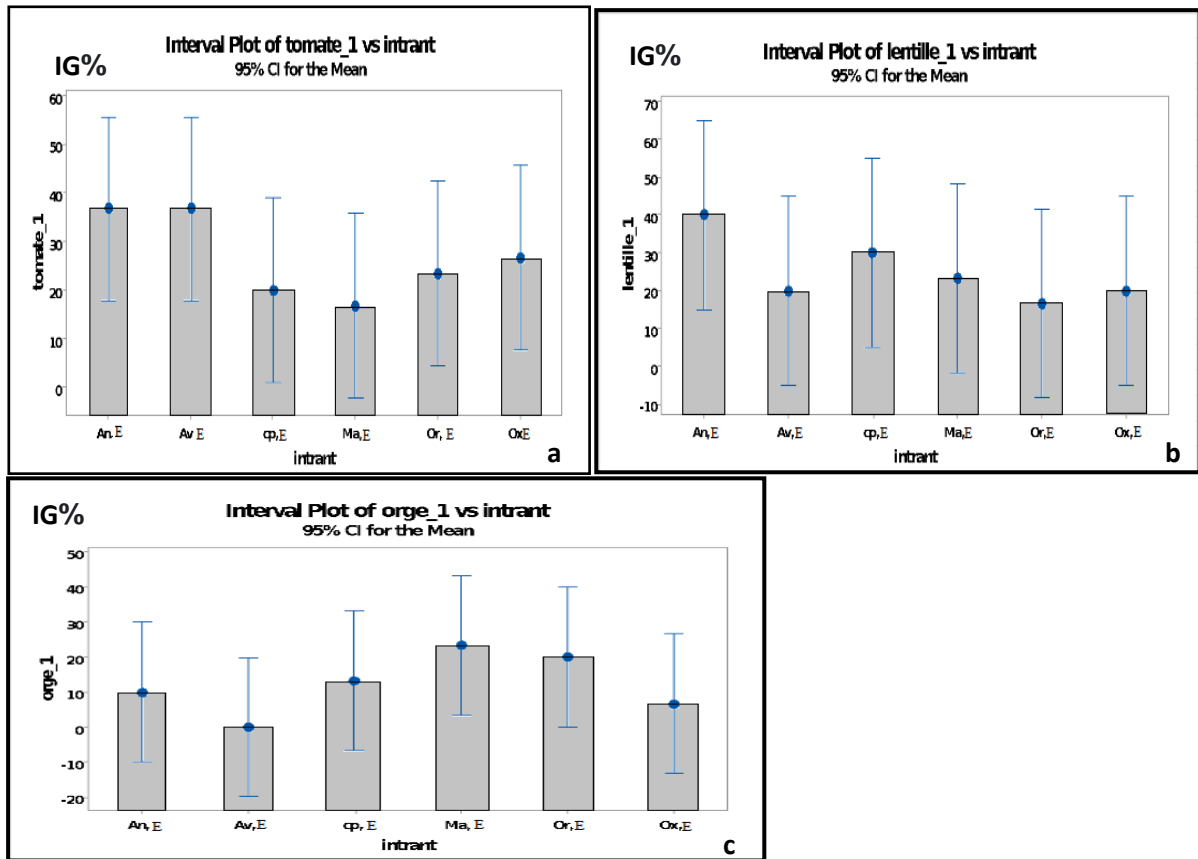 Interval Plot of tomate_1 vs intrant
95% CI for the Mean
IG%
tomate_1
60
50
40
30
20
10
0
An. E Av E cp, E Ma, E Or, E OxE
intrant
a
Interval Plot of lentille_1 vs intrant
95% CI for the Mean
IG%
lentille_1
70
60
50
40
30
20
10
0
-10
An, E Av, E cp, E Ma, E Or, E Ox, E
intrant
b
Interval Plot of orge_1 vs intrant
95% CI for the Mean
IG%
orge_1
50
40
30
20
10
0
-10
-20
An, E Av, E cp, E Ma, E Or, E Ox, E
intrant
c